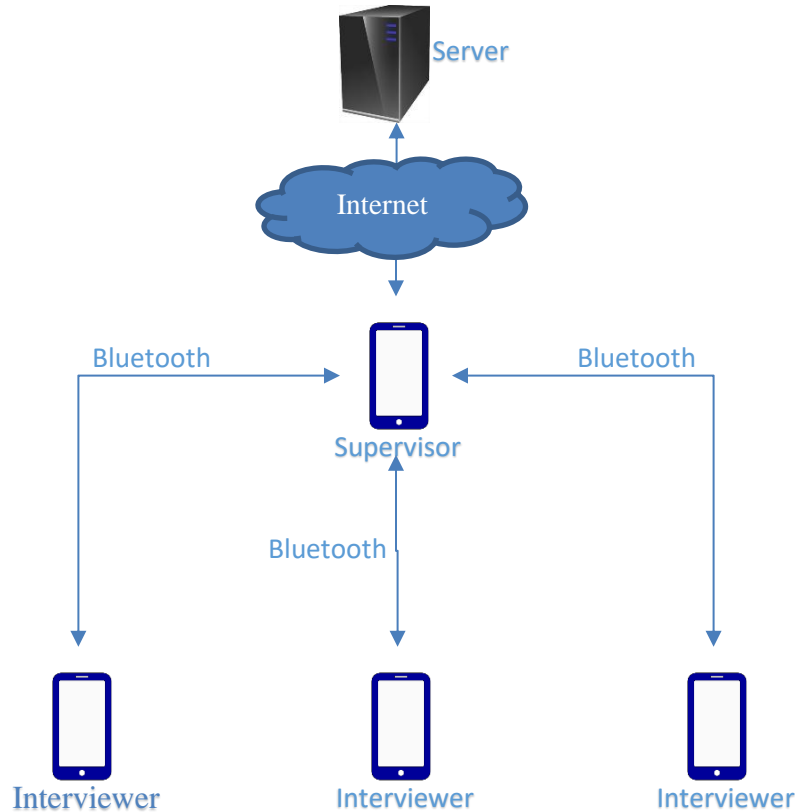 Server
Internet
Bluetooth
Bluetooth
Supervisor
Bluetooth
Interviewer
Interviewer
Interviewer